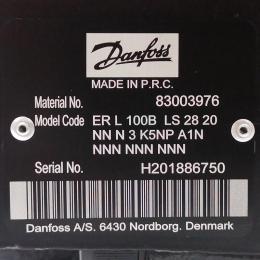 Danfoss
MADE IN P.R.C.
Material No. 83003976
Model Code ER L 100B LS 28 20
NN N 3 K5NP A1N
NNN NNN NNN
Serial No. H201886750
Danfoss A/S. 6430 Nordborg. Denmark